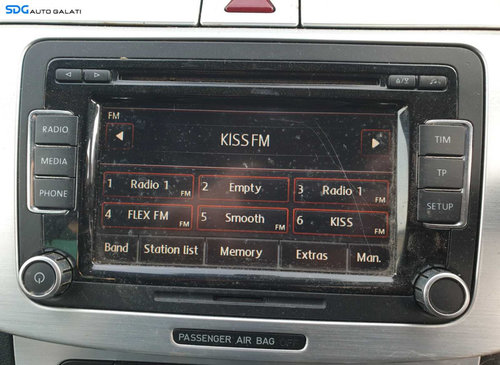 SDG AUTO GALATI
FM
KISS FM
RADIO
MEDIA
PHONE
TIM
TP
SETUP
1 Radio 1 FM
2 Empty
3 Radio 1 FM
4 FLEX FM FM
5 Smooth FM
6 KISS FM
Band Station list Memory Extras Man.
PASSENGER AIR BAG OFF